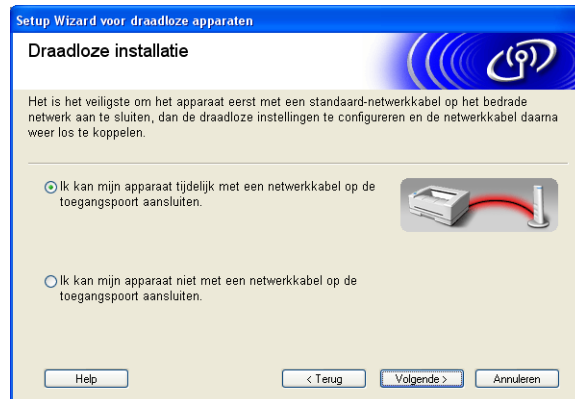 Setup Wizard voor draadloze apparaten
Draadloze installatie
Het is het veiligste om het apparaat eerst met een standaard-netwerkkabel op het bedrade
netwerk aan te sluiten, dan de draadloze instellingen te configureren en de netwerkkabel daarna
weer los te koppelen.
Ik kan mijn apparaat tijdelijk met een netwerkkabel op de
toegangspoort aansluiten.
Ik kan mijn apparaat niet met een netwerkkabel op de
toegangspoort aansluiten.
Help
< Terug
Volgende >
Annuleren